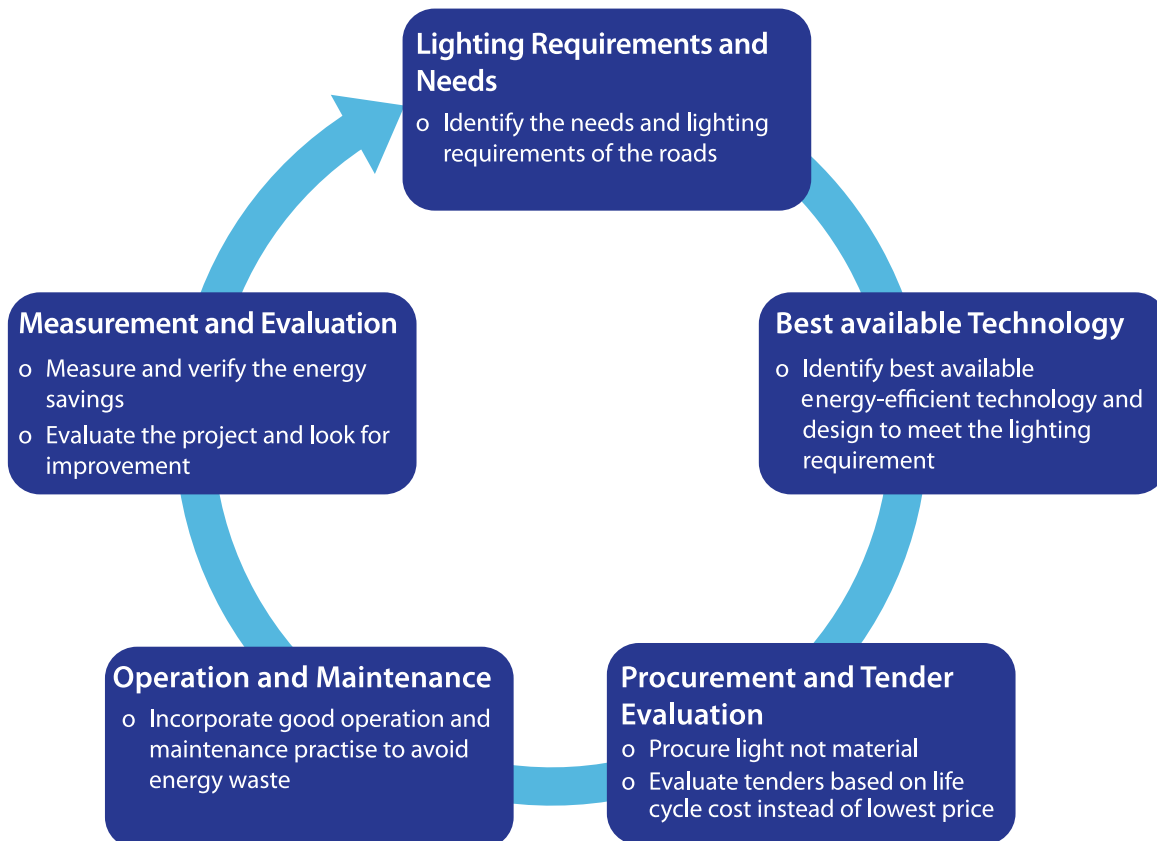 Lighting Requirements and
Needs
o Identify the needs and lighting
requirements of the roads
Best available Technology
o Identify best available
energy-efficient technology and
design to meet the lighting
requirement
Procurement and Tender
Evaluation
o Procure light not material
o Evaluate tenders based on life
cycle cost instead of lowest price
Operation and Maintenance
o Incorporate good operation and
maintenance practise to avoid
energy waste
Measurement and Evaluation
o Measure and verify the energy
savings
o Evaluate the project and look for
improvement